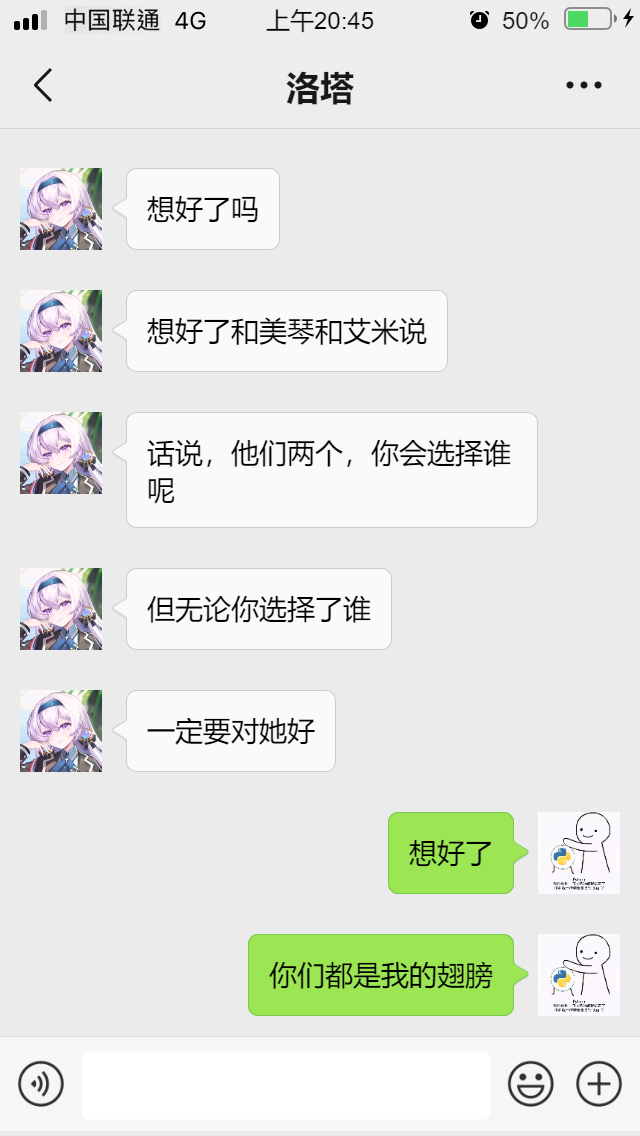 中国联通 4G 上午20:45 50%
洛塔
想好了吗
想好了和美琴和艾米说
话说，他们两个，你会选择谁
呢
但无论你选择了谁
一定要对她好
想好了
Python
你们都是我的翅膀
Python